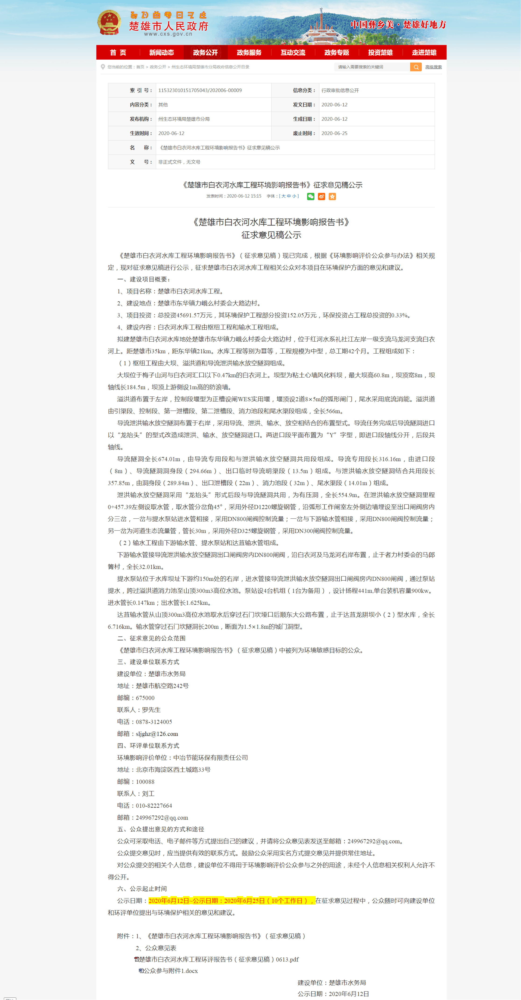 楚雄市人民政府
www.cxs.gov.cn
中国彝乡美·楚雄好地方
首 页 新闻动态 政务公开 政务服务 互动交流 政务专题 投资楚雄 走进楚雄
您当前的位置：首页 > 政务公开 > 州生态环境局楚雄市分局政府信息公开目录 请输入需要搜索的关键词 高级搜索
索 引 号： 115323010151705043/202006-00009 信息分类： 行政审批信息公开
内容分类： 其他 发文日期： 2020-06-12
发布机构： 州生态环境局楚雄市分局 生成日期： 2020-06-12
生效时间： 2020-06-12 废止时间： 2020-06-25
名 称： 《楚雄市白衣河水库工程环境影响报告书》征求意见稿公示
文 号： 非正式文件，无文号
《楚雄市白衣河水库工程环境影响报告书》征求意见稿公示
发表时间：2020-06-12 15:15 字体：[ 大 中 小 ]
《楚雄市白衣河水库工程环境影响报告书》
征求意见稿公示
《楚雄市白衣河水库工程环境影响报告书》（征求意见稿）现已完成，根据《环境影响评价公众参与办法》相关规
定，现对征求意见稿进行公示，征求楚雄市白衣河水库工程相关公众对本项目在环境保护方面的意见和建议。
一、建设项目概要：
1、项目名称：楚雄市白衣河水库工程。
2、建设地点：楚雄市东华镇力峨么村委会大路边村。
3、项目投资：总投资45691.57万元，其环境保护工程部分投资152.05万元，环保投资占工程总投资的0.33%。
4、建设内容：白衣河水库工程由枢纽工程和输水工程组成。
拟建楚雄市白衣河水库地处楚雄市东华镇力峨么村委会大路边村，位于红河水系礼社江左岸一级支流马龙河支流白衣
河上。距楚雄市35km，距东华镇21km。水库工程等别为Ⅲ等，工程规模为中型，总工期42个月。工程组成如下：
（1）枢纽工程由大坝、溢洪道和导流泄洪输水放空隧洞组成。
大坝位于梅子山河与白衣河汇口以下0.47km的白衣河上。坝型为粘土心墙风化料坝，最大坝高60.8m，坝顶宽8m，坝
轴线长184.5m，坝顶上游侧设1m高的防浪墙。
溢洪道布置于左岸，控制段堰型为正槽设闸WES实用堰，堰顶设2道8×5m的弧形闸门，尾水采用底流消能。溢洪道
由引渠段、控制段、第一泄槽段、第二泄槽段、消力池段和尾水渠段组成，全长566m。
导流泄洪输水放空隧洞布置于右岸，采用导流、泄洪、输水、放空相结合的布置型式。导流任务完成后导流隧洞进口
以“龙抬头”的型式改造成泄洪、输水、放空隧洞进口。两进口段平面布置为“Y”字型，即进口段轴线分开，后段共
轴线。
导流隧洞全长674.01m，由导流专用段和与泄洪输水放空隧洞共用段组成。导流专用段长316.16m，由进口段
（8m）、导流隧洞洞身段（294.66m）、出口临时导流明渠段（13.5m）组成。与泄洪输水放空隧洞结合共用段长
357.85m，由洞身段（289.84m）、出口泄槽段（22m）、消力池段（32m）、尾水渠段（14.01m）组成。
泄洪输水放空隧洞采用“龙抬头”形式后段与导流隧洞共用，为有压洞，全长554.9m。在泄洪输水放空隧洞里程
0+457.39左侧设取水管，取水管分岔角45°，采用外径D1220螺旋钢管，沿弧形工作闸室左外侧边墙埋设至出口闸阀房内
分三岔，一岔与提水泵站进水管相接，采用DN800闸阀控制流量；一岔与下游输水管相接，采用DN800闸阀控制流量；
另一岔为河道生态流量管，管长30m，采用外径D325螺旋钢管，采用DN300闸阀控制流量。
（2）输水工程由下游输水管、提水泵站和达苴输水管组成。
下游输水管接导流泄洪输水放空隧洞出口闸阀房内DN800闸阀，沿白衣河及马龙河右岸布置，止于者力村委会的马郎
箐村，全长32.01km。
提水泵站位于水库坝址下游约150m处的右岸，进水管接导流泄洪输水放空隧洞出口闸阀房内DN800闸阀，通过泵站
提水，跨过溢洪道消力池至山顶300m3高位水池。泵站设4台机组（1台为备用），设计扬程441m,单台装机容量900kw。
进水管长0.147km；出水管长1.625km。
达苴输水管从山顶300m3高位水池取水后穿过石门坎垭口后顺东大公路布置，止于达苴龙阱坝小（2）型水库，全长
6.716km。输水管穿过石门坎隧洞长200m，断面为1.5×1.8m的城门洞型。
二、征求意见的公众范围
《楚雄市白衣河水库工程环境影响报告书》（征求意见稿）中被列为环境敏感目标的公众。
三、建设单位联系方式
建设单位：楚雄市水务局
地址：楚雄市航空路242号
邮编：675000
联系人：罗先生
电话：0878-3124005
邮箱：sljghz@126.com
四、环评单位联系方式
环境影响评价单位：中冶节能环保有限责任公司
地址：北京市海淀区西土城路33号
邮编：100088
联系人：刘工
电话：010-82227664
邮箱：249967292@qq.com
五、公众提出意见的方式和途径
公众可采取电话、电子邮件等方式提出自己的建议，并请将公众意见表发送至邮箱：249967292@qq.com。
公众提交意见时，应当提供有效的联系方式。鼓励公众采用实名方式提交意见并提供常住地址。
对公众提交的相关个人信息，建设单位不得用于环境影响评价公众参与之外的用途，未经个人信息相关权利人允许不
得公开。
六、公示起止时间
公示日期：2020年6月12日~公示日期：2020年6月25日（10个工作日），在征求意见过程中，公众随时可向建设单位
和环评单位提出与环境保护相关的意见和建议。
附件：1、《楚雄市白衣河水库工程环境影响报告书》（征求意见稿）
2、公众意见表
楚雄市白衣河水库工程环评报告书（征求意见稿）0613.pdf
公众参与附件1.docx
建设单位：楚雄市水务局
公示日期：2020年6月12日